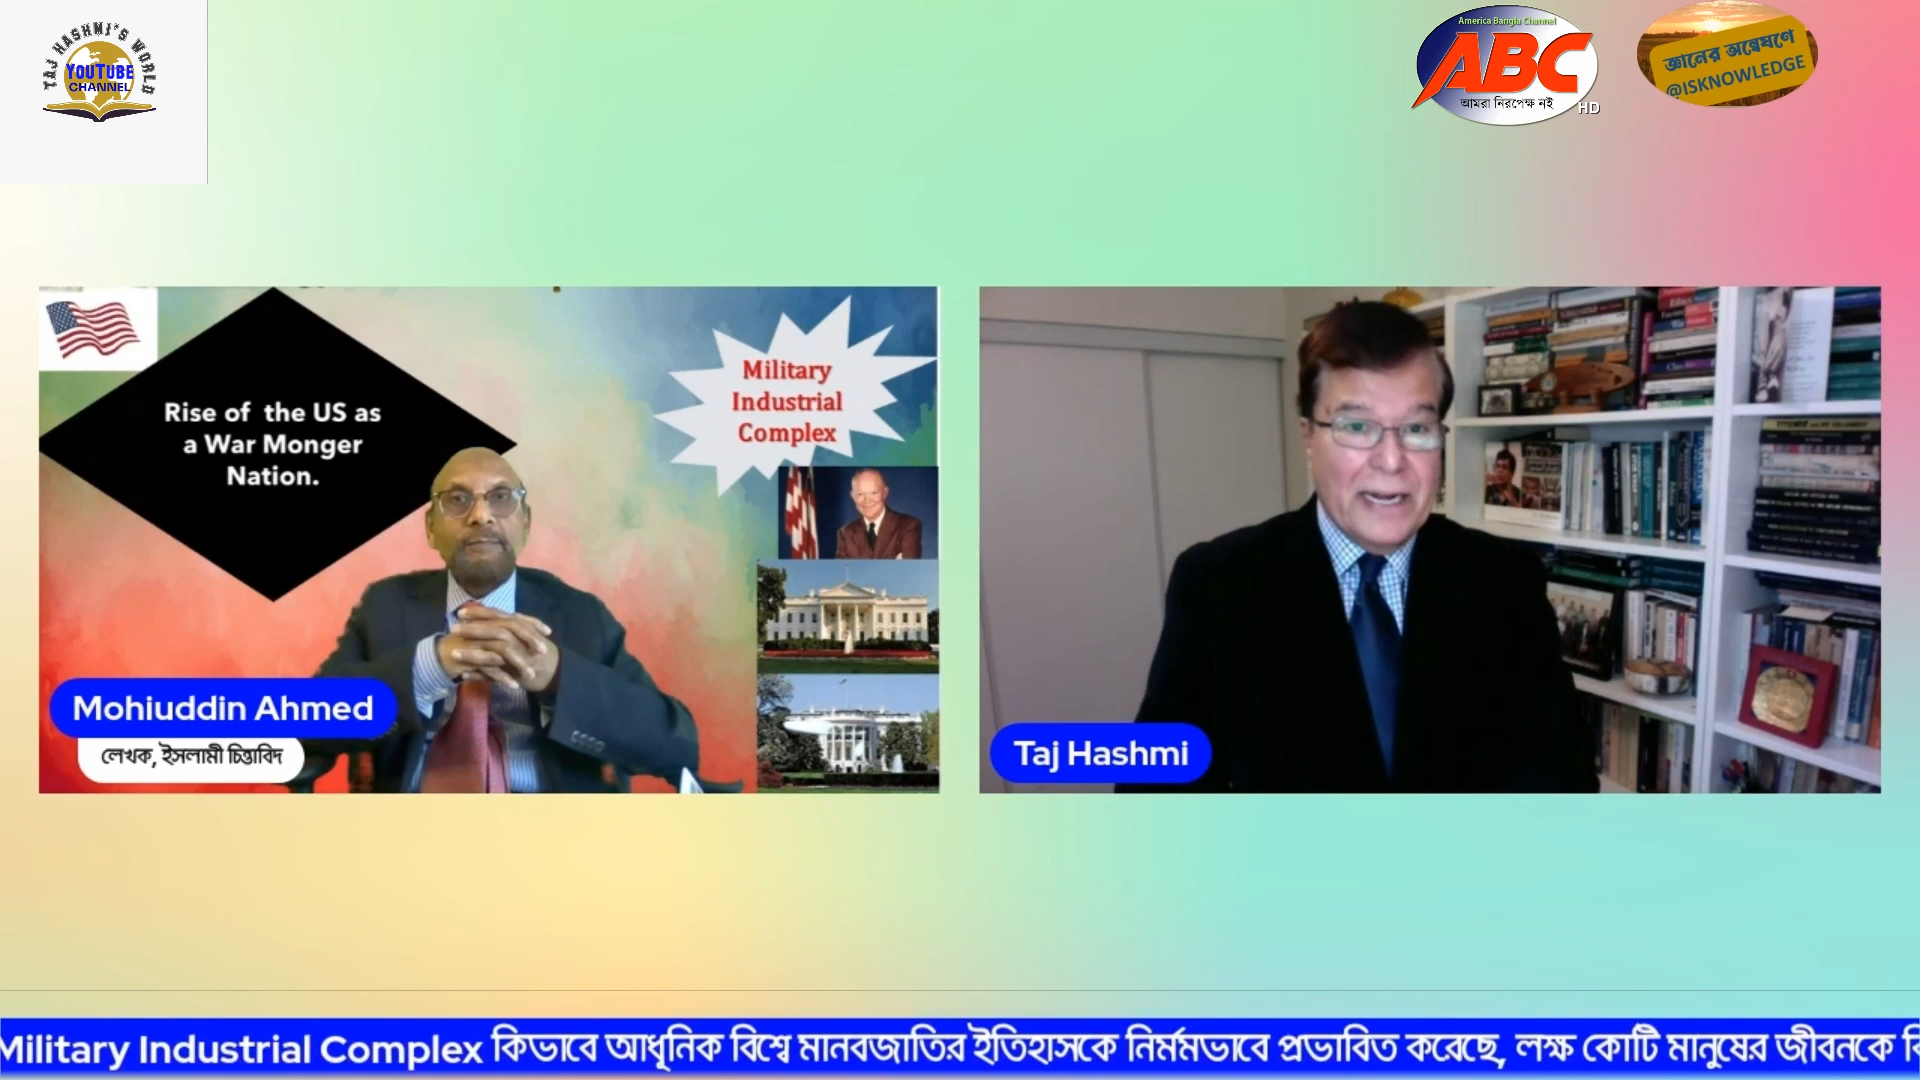 TAJ HASHMI'S WORLD
YOUTUBE
CHANNEL
America Bangla Channel
ABC
আমরা নিরপেক্ষ নই
HD
জ্ঞানের অন্বেষণে
@ISKNOWLEDGE
Rise of the US as
a War Monger
Nation.
Military
Industrial
Complex
Mohiuddin Ahmed
লেখক, ইসলামী চিন্তাবিদ
Taj Hashmi
Military Industrial Complex কিভাবে আধুনিক বিশ্বে মানবজাতির ইতিহাসকে নির্মমভাবে প্রভাবিত করেছে, লক্ষ কোটি মানুষের জীবনকে